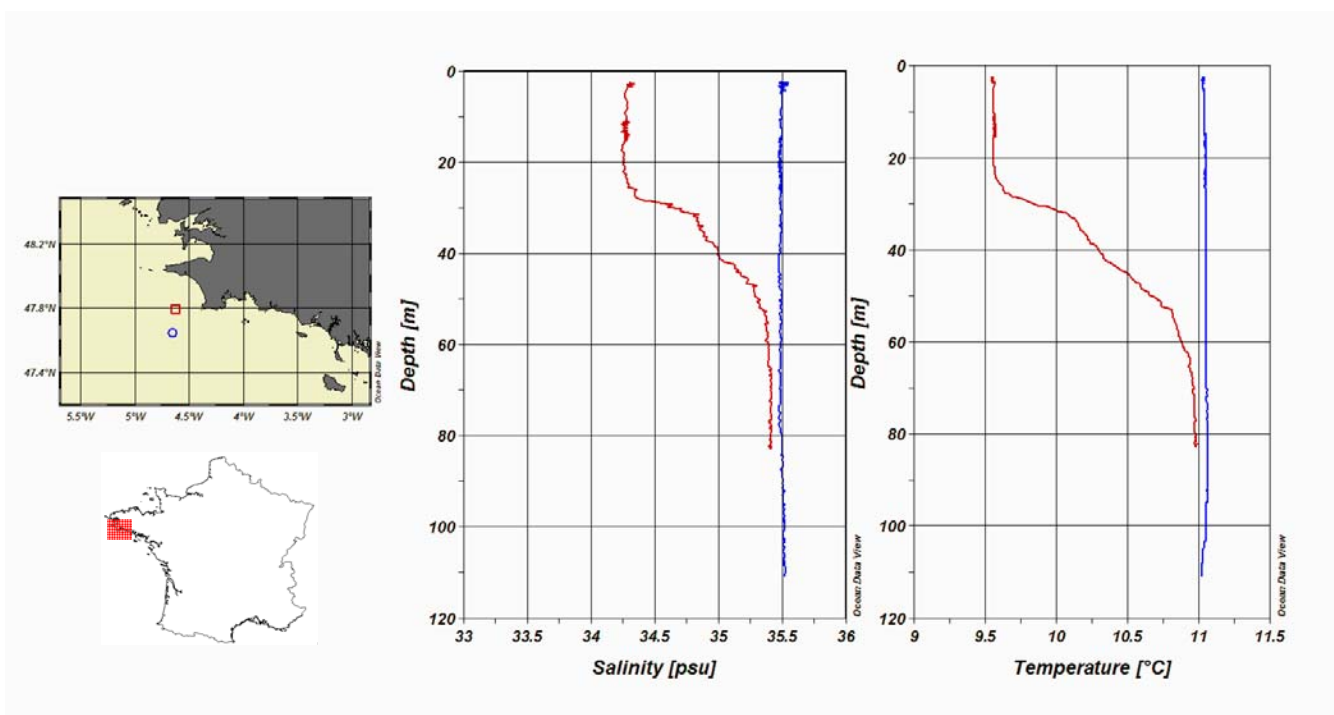 48.2°N
47.8°N
47.4°N
5.5°W 5°W 4.5°W 4°W 3.5°W 3°W
Ocean Data View
0
20
40
60
80
100
120
Depth [m]
33 33.5 34 34.5 35 35.5 36
Salinity [psu]
Ocean Data View
0
20
40
60
80
100
120
Depth [m]
9 9.5 10 10.5 11 11.5
Temperature [°C]
Ocean Data View